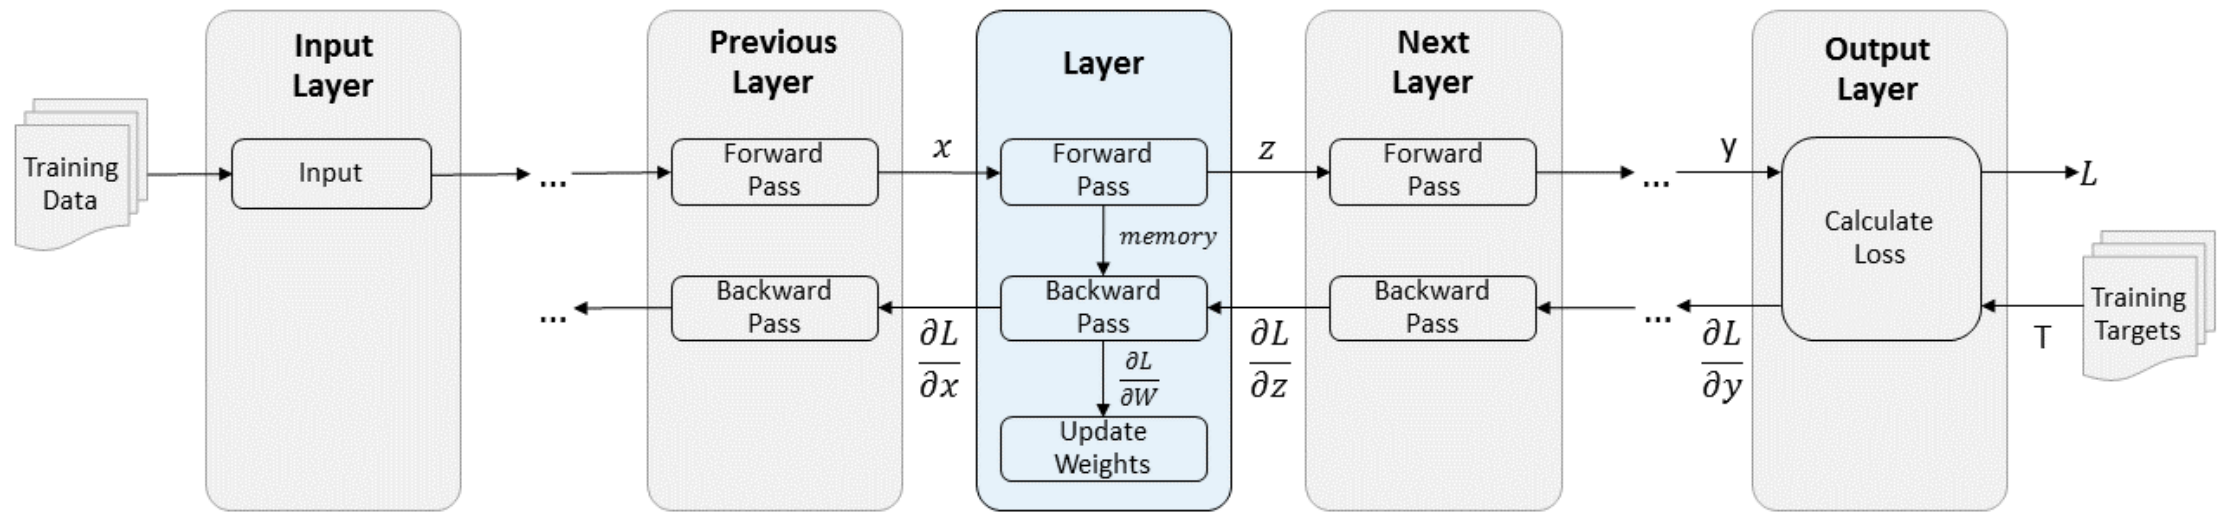 Input
Layer
Previous
Layer
Layer
Next
Layer
Output
Layer
Training
Data
Input
...
Forward
Pass
x
Forward
Pass
z
Forward
Pass
...
y
Calculate
Loss
L
memory
...
Backward
Pass
∂L
∂x
Backward
Pass
∂L
∂z
Backward
Pass
...
∂L
∂y
T
Training
Targets
∂L
∂W
Update
Weights